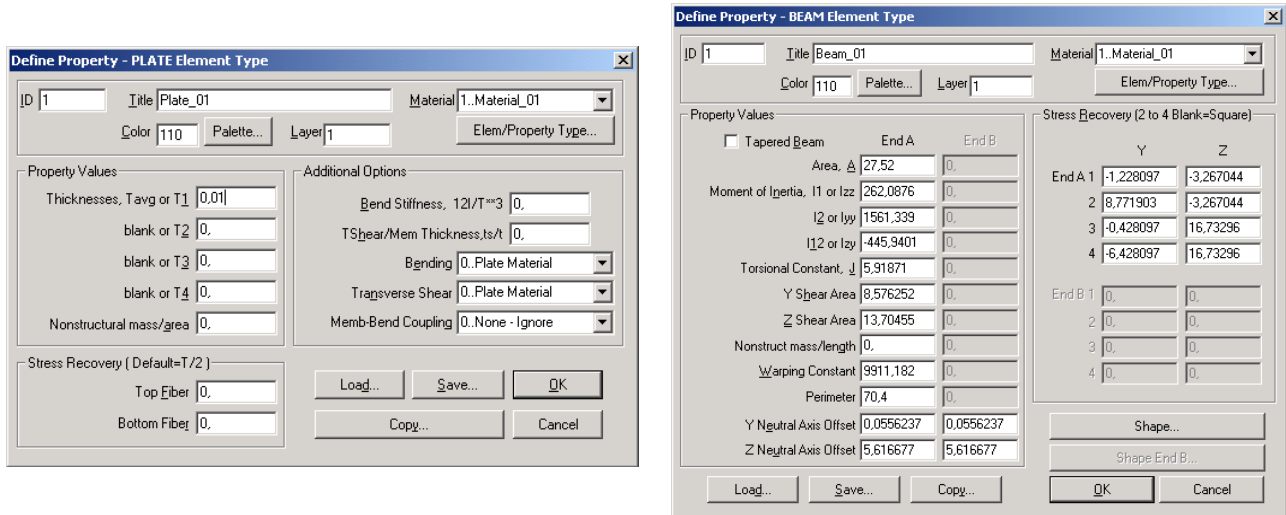 Define Property - PLATE Element Type
ID 1 Title Plate_01 Material 1..Material_01
Color 110 Palette... Layer 1 Elem/Property Type...
Property Values
Thicknesses, Tavg or T1 0,01
blank or T2 0,
blank or T3 0,
blank or T4 0,
Nonstructural mass/area 0,
Additional Options
Bend Stiffness, 12I/T**3 0,
TShear/Mem Thickness,ts/t 0,
Bending 0..Plate Material
Transverse Shear 0..Plate Material
Memb-Bend Coupling 0..None - Ignore
Stress Recovery ( Default=T/2 )
Top Fiber 0,
Bottom Fiber 0,
Load... Save... OK
Copy... Cancel
Define Property - BEAM Element Type
ID 1 Title Beam_01 Material 1..Material_01
Color 110 Palette... Layer 1 Elem/Property Type...
Property Values
Tapered Beam End A End B
Area, A 27,52 0,
Moment of Inertia, I1 or Izz 262,0876 0,
I2 or Iyy 1561,339 0,
I12 or Izy -445,9401 0,
Torsional Constant, J 5,91871 0,
Y Shear Area 8,576252 0,
Z Shear Area 13,70455 0,
Nonstruct mass/length 0, 0,
Warping Constant 9911,182 0,
Perimeter 70,4 0,
Y Neutral Axis Offset 0,0556237 0,0556237
Z Neutral Axis Offset 5,616677 5,616677
Stress Recovery (2 to 4 Blank=Square)
Y Z
End A 1 -1,228097 -3,267044
2 8,771903 -3,267044
3 -0,428097 16,73296
4 -6,428097 16,73296
End B 1 0, 0,
2 0, 0,
3 0, 0,
4 0, 0,
Shape...
Shape End B...
Load... Save... Copy... OK Cancel